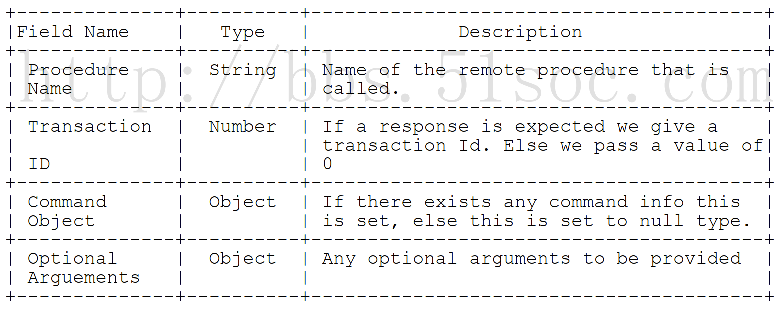 Field Name Type Description
Procedure String Name of the remote procedure that is
Name called.
http://bbs.51soc.com
Transaction Number If a response is expected we give a
transaction Id. Else we pass a value of
ID 0
Command Object If there exists any command info this
Object is set, else this is set to null type.
Optional Object Any optional arguments to be provided
Arguements